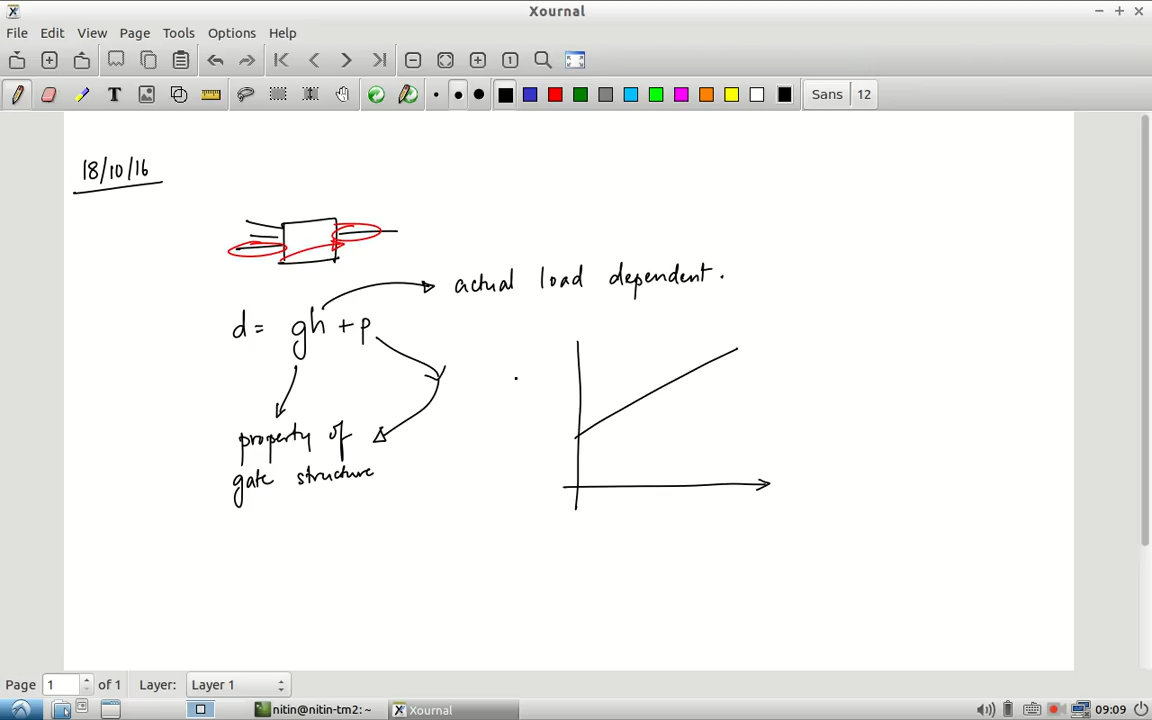 Xournal
File Edit View Page Tools Options Help
Sans 12
18/10/16
actual load dependent.
d = gh + p
property of
gate structure
Page 1 of 1 Layer: Layer 1
nitin@nitin-tm2: ~ Xournal 09:09